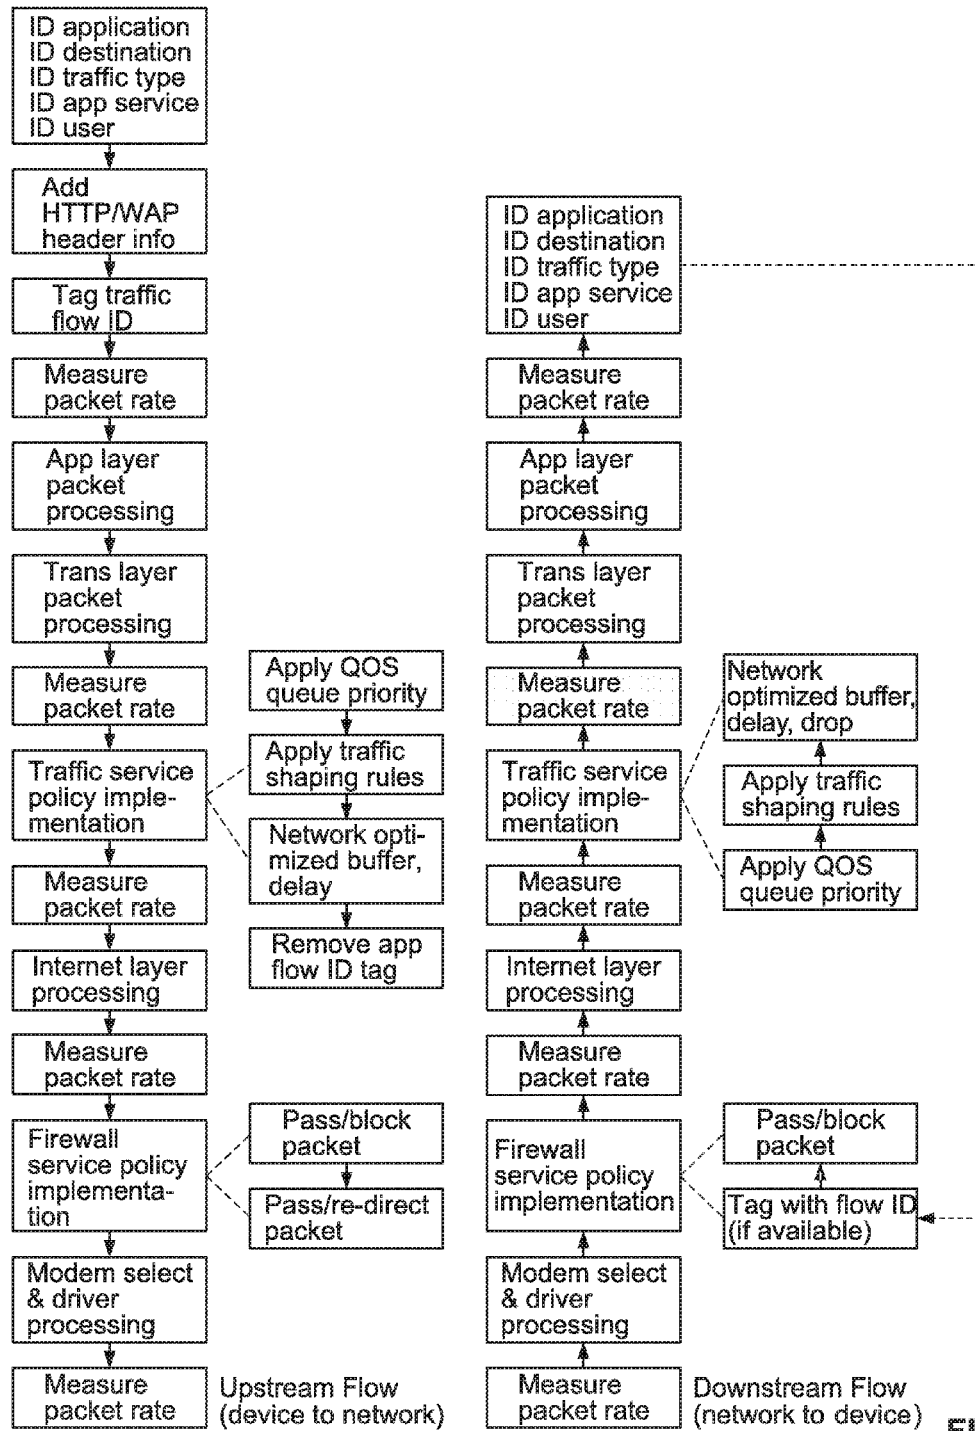 ID application
ID destination
ID traffic type
ID app service
ID user
Add
HTTP/WAP
header info
Tag traffic
flow ID
Measure
packet rate
App layer
packet
processing
Trans layer
packet
processing
Measure
packet rate
Traffic service
policy imple-
mentation
Measure
packet rate
Internet layer
processing
Measure
packet rate
Firewall
service policy
implementa-
tion
Modem select
& driver
processing
Measure
packet rate
Apply QOS
queue priority
Apply traffic
shaping rules
Network opti-
mized buffer,
delay
Remove app
flow ID tag
Pass/block
packet
Pass/re-direct
packet
Upstream Flow
(device to network)
ID application
ID destination
ID traffic type
ID app service
ID user
Measure
packet rate
App layer
packet
processing
Trans layer
packet
processing
Measure
packet rate
Traffic service
policy imple-
mentation
Measure
packet rate
Internet layer
processing
Measure
packet rate
Firewall
service policy
implementation
Modem select
& driver
processing
Measure
packet rate
Network
optimized buffer,
delay, drop
Apply traffic
shaping rules
Apply QOS
queue priority
Pass/block
packet
Tag with flow ID
(if available)
Downstream Flow
(network to device)